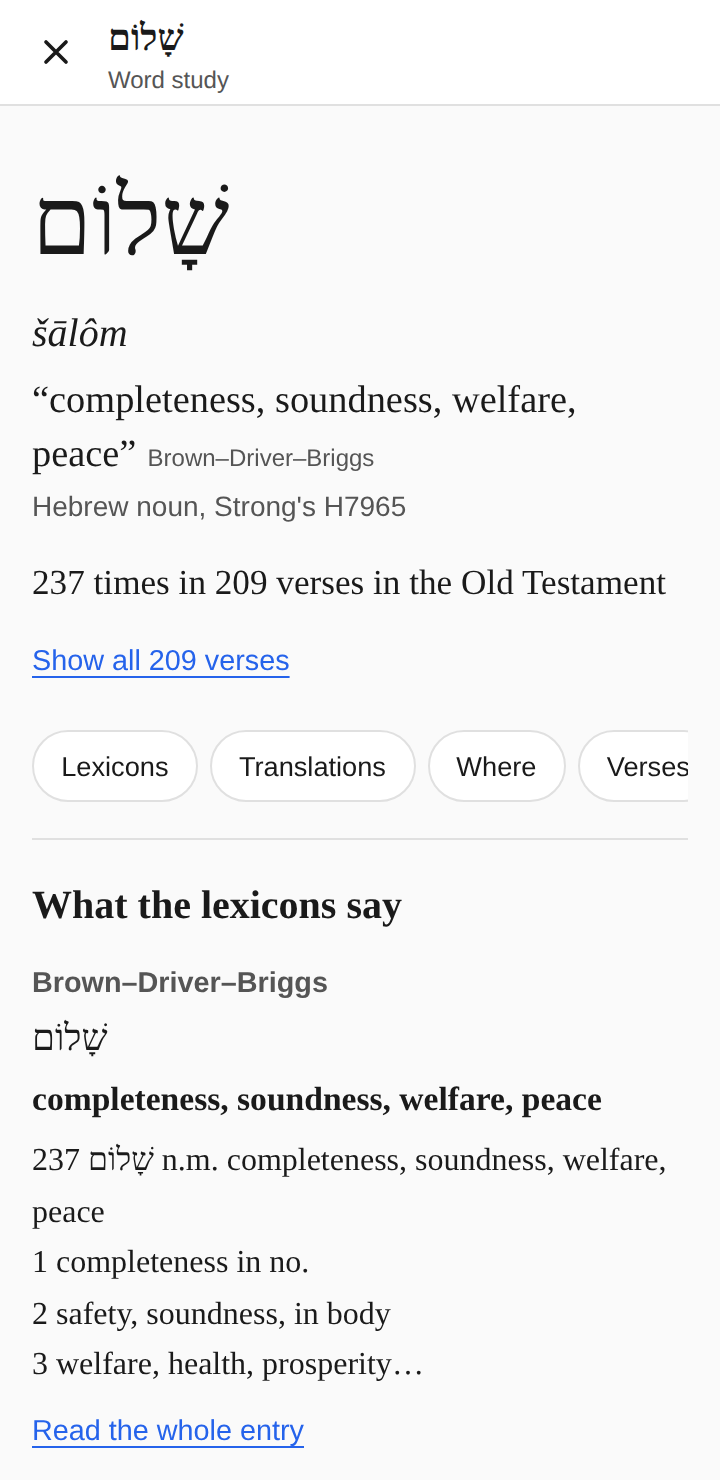 שָׁלוֹם
Word study
שָׁלוֹם
šālôm
“completeness, soundness, welfare,
peace” Brown–Driver–Briggs
Hebrew noun, Strong's H7965
237 times in 209 verses in the Old Testament
Show all 209 verses
Lexicons Translations Where Verses
What the lexicons say
Brown–Driver–Briggs
שָׁלוֹם
completeness, soundness, welfare, peace
237 שָׁלוֹם n.m. completeness, soundness, welfare,
peace
1 completeness in no.
2 safety, soundness, in body
3 welfare, health, prosperity…
Read the whole entry